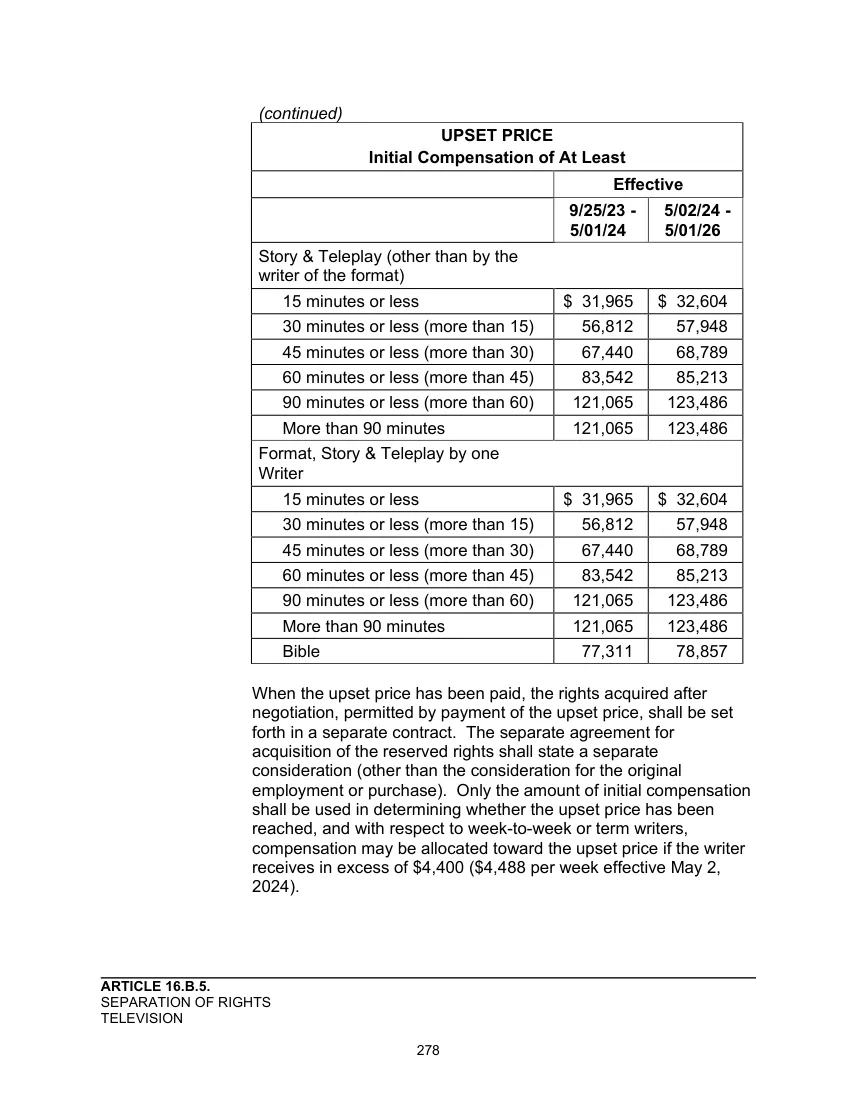 (continued)
UPSET PRICE
Initial Compensation of At Least
Effective
9/25/23 - 5/02/24 -
5/01/24 5/01/26
Story & Teleplay (other than by the
writer of the format)
15 minutes or less $ 31,965 $ 32,604
30 minutes or less (more than 15) 56,812 57,948
45 minutes or less (more than 30) 67,440 68,789
60 minutes or less (more than 45) 83,542 85,213
90 minutes or less (more than 60) 121,065 123,486
More than 90 minutes 121,065 123,486
Format, Story & Teleplay by one
Writer
15 minutes or less $ 31,965 $ 32,604
30 minutes or less (more than 15) 56,812 57,948
45 minutes or less (more than 30) 67,440 68,789
60 minutes or less (more than 45) 83,542 85,213
90 minutes or less (more than 60) 121,065 123,486
More than 90 minutes 121,065 123,486
Bible 77,311 78,857
When the upset price has been paid, the rights acquired after
negotiation, permitted by payment of the upset price, shall be set
forth in a separate contract. The separate agreement for
acquisition of the reserved rights shall state a separate
consideration (other than the consideration for the original
employment or purchase). Only the amount of initial compensation
shall be used in determining whether the upset price has been
reached, and with respect to week-to-week or term writers,
compensation may be allocated toward the upset price if the writer
receives in excess of $4,400 ($4,488 per week effective May 2,
2024).
ARTICLE 16.B.5.
SEPARATION OF RIGHTS
TELEVISION
278